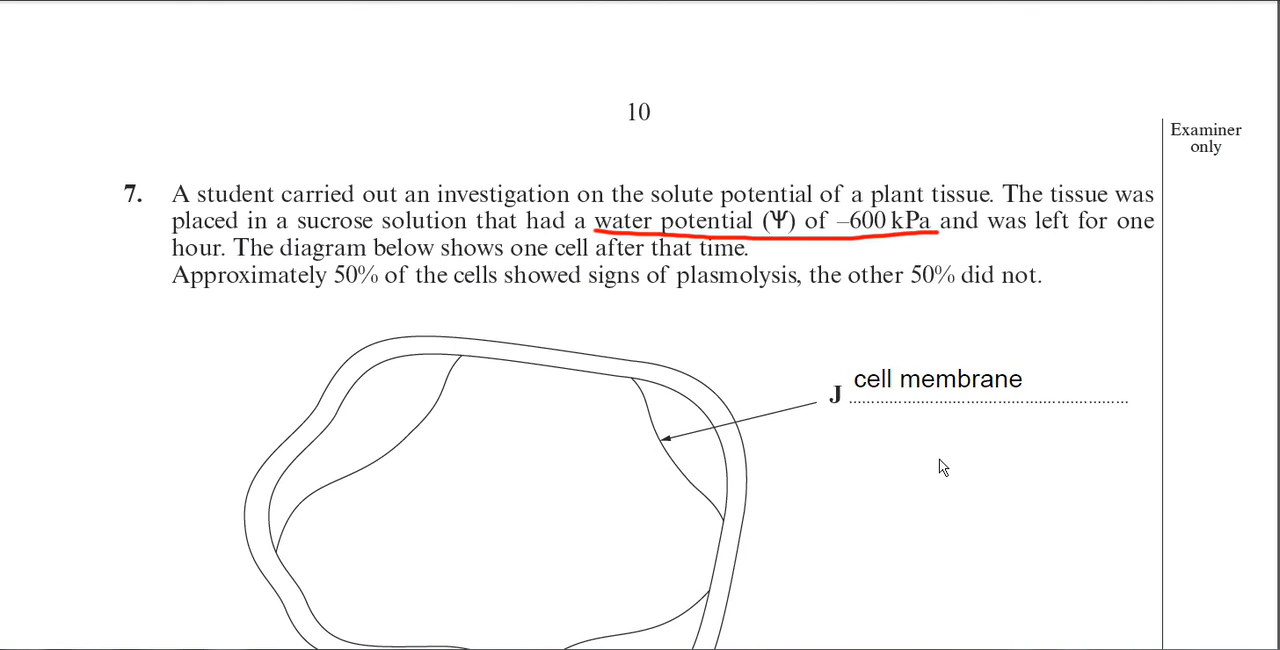 10
Examiner
only
7. A student carried out an investigation on the solute potential of a plant tissue. The tissue was
placed in a sucrose solution that had a water potential (Ψ) of –600 kPa and was left for one
hour. The diagram below shows one cell after that time.
Approximately 50% of the cells showed signs of plasmolysis, the other 50% did not.
cell membrane
J ................................................................